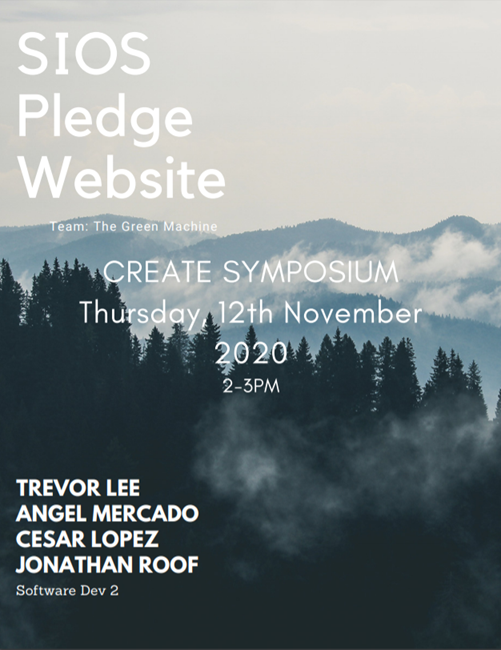 SIOS
Pledge
Website
Team: The Green Machine
CREATE SYMPOSIUM
Thursday, 12th November
2020
2-3PM
TREVOR LEE
ANGEL MERCADO
CESAR LOPEZ
JONATHAN ROOF
Software Dev 2